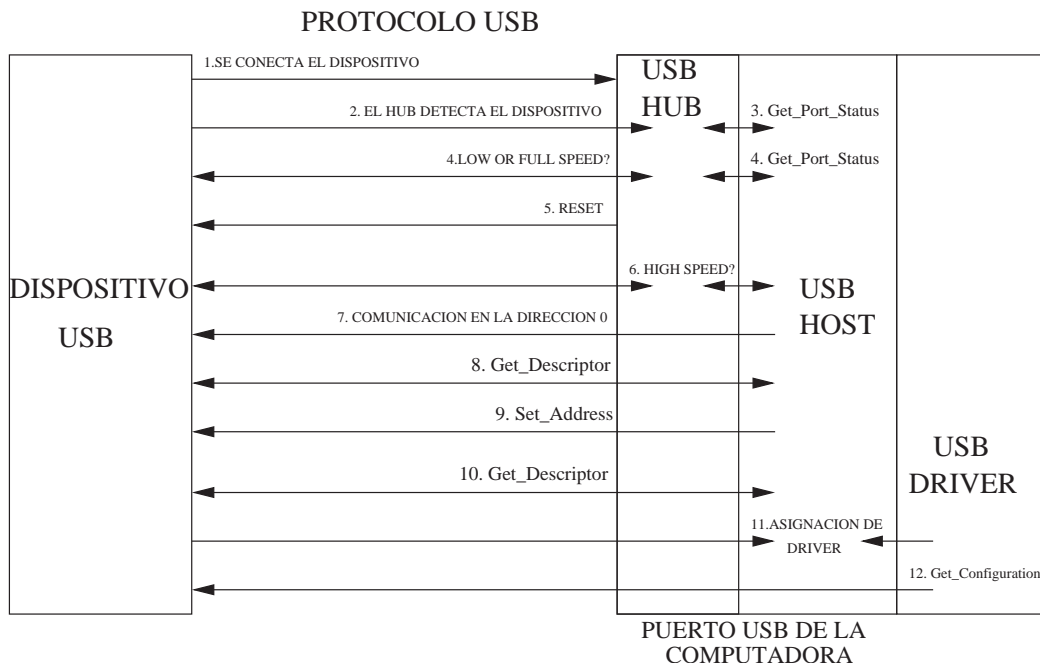 PROTOCOLO USB
1.SE CONECTA EL DISPOSITIVO
USB
HUB
2. EL HUB DETECTA EL DISPOSITIVO
3. Get_Port_Status
4.LOW OR FULL SPEED?
4. Get_Port_Status
5. RESET
6. HIGH SPEED?
DISPOSITIVO
USB
USB
HOST
7. COMUNICACION EN LA DIRECCION 0
8. Get_Descriptor
9. Set_Address
USB
DRIVER
10. Get_Descriptor
11.ASIGNACION DE
DRIVER
12. Get_Configuration
PUERTO USB DE LA
COMPUTADORA